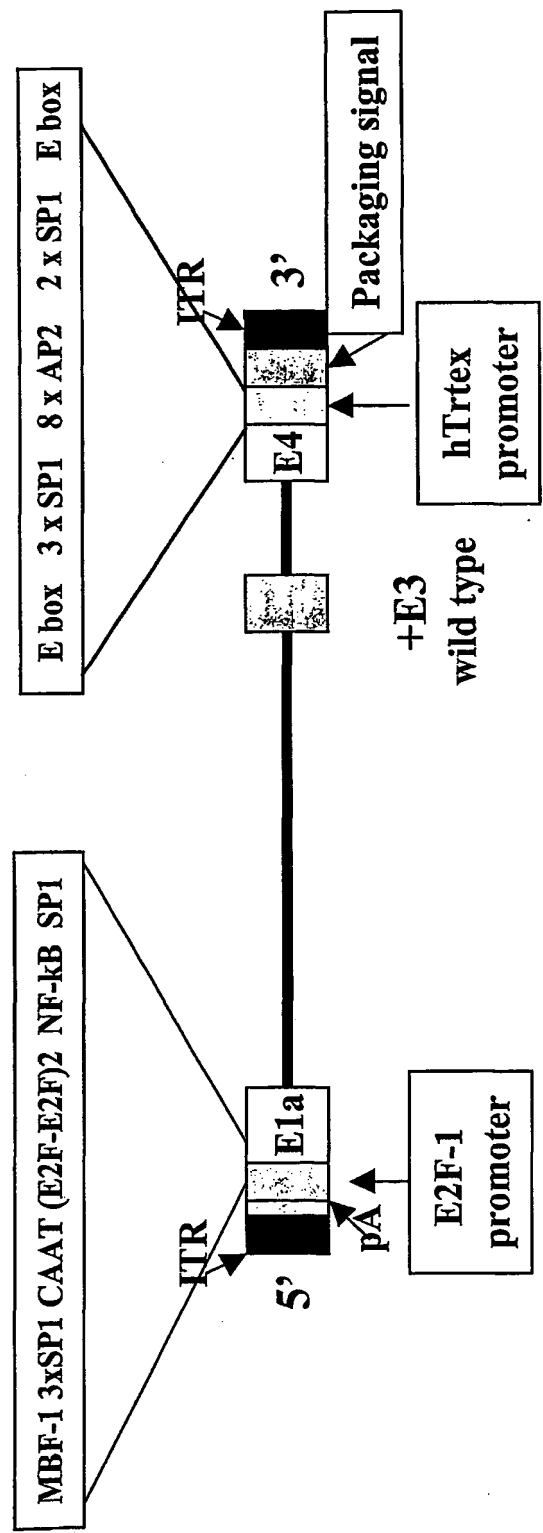 MBF-1 3xSP1 CAAT (E2F-E2F)2 NF-kB SP1
E box 3 x SP1 8 x AP2 2 x SP1 E box
ITR
ITR
5’
E1a
E4
3’
pA
E2F-1
promoter
+E3
wild type
hTrtex
promoter
Packaging signal